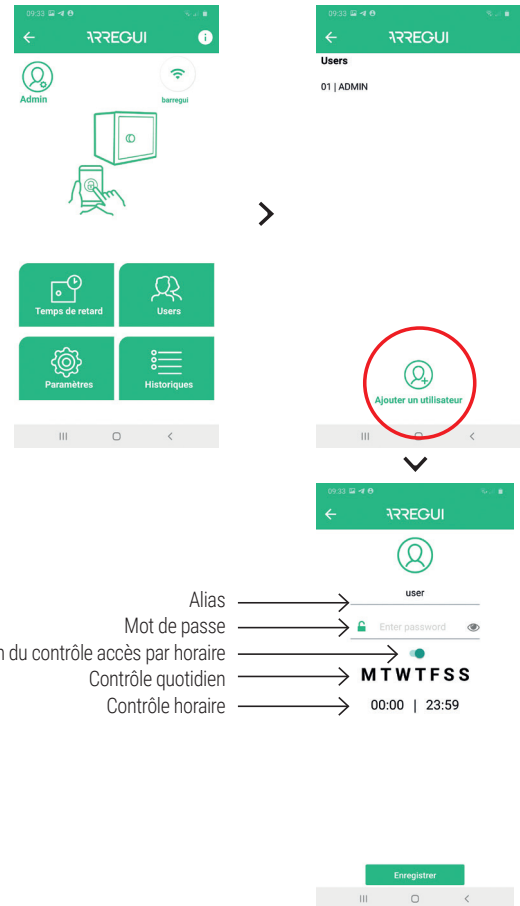 09:33
ARREGUI
Admin
barregui
Temps de retard
Users
Paramètres
Historiques
09:33
ARREGUI
Users
01 | ADMIN
Ajouter un utilisateur
09:33
ARREGUI
user
Alias
Enter password
Mot de passe
n du contrôle accès par horaire
M T W T F S S
Contrôle quotidien
00:00 | 23:59
Contrôle horaire
Enregistrer